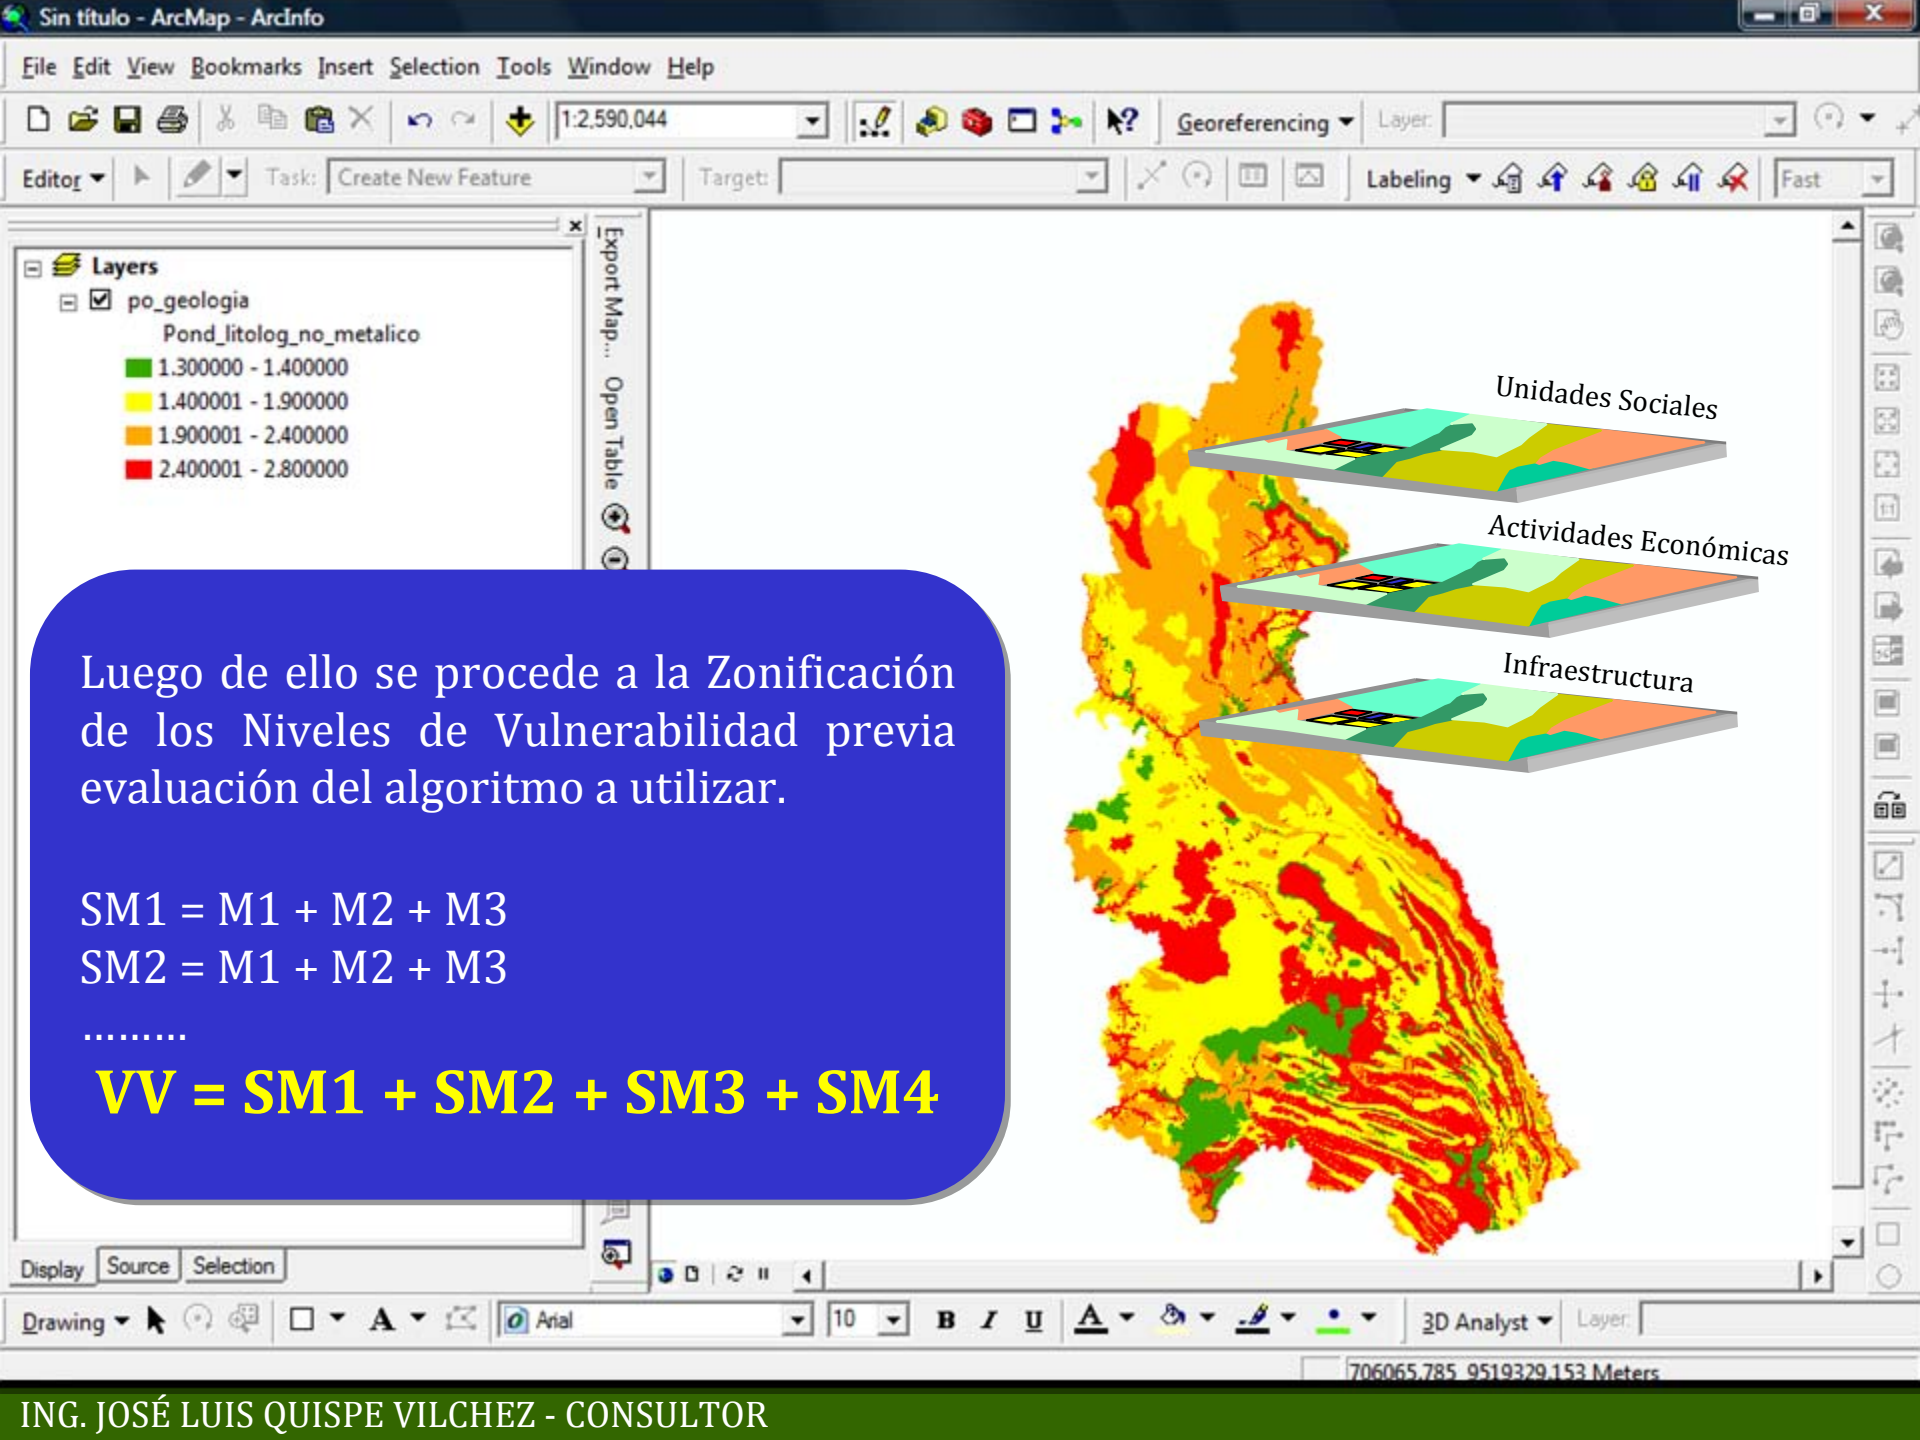 Sin título - ArcMap - ArcInfo
File Edit View Bookmarks Insert Selection Tools Window Help
1:2,590,044
Georeferencing
Layer:
Editor
Task: Create New Feature
Target:
Labeling
Fast
Layers
po_geologia
Pond_litolog_no_metalico
1.300000 - 1.400000
1.400001 - 1.900000
1.900001 - 2.400000
2.400001 - 2.800000
Export Map... Open Table
Unidades Sociales
Actividades Económicas
Infraestructura
Luego de ello se procede a la Zonificación
de los Niveles de Vulnerabilidad previa
evaluación del algoritmo a utilizar.
SM1 = M1 + M2 + M3
SM2 = M1 + M2 + M3
.........
VV = SM1 + SM2 + SM3 + SM4
1:1
Display Source Selection
Drawing
A
Arial
10
B I U A
3D Analyst
Layer:
706065.785 9519329.153 Meters
ING. JOSÉ LUIS QUISPE VILCHEZ - CONSULTOR